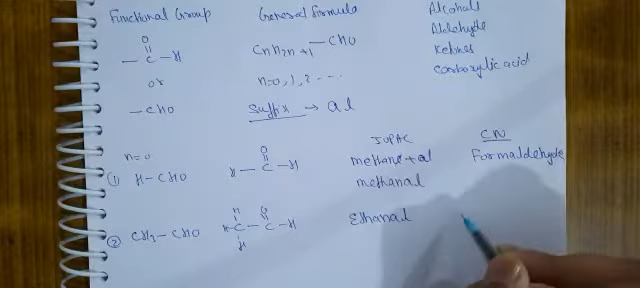 Functional Group   General formula   Alcohols
Aldehyde
Ketones
Carboxylic acid
O
|| 
— C — H   CnH2n+1 — CHO
or   n=0, 1, 2 - - - -
— CHO   Suffix → al
IUPAC   CN
n=0   O   methane + al   Formaldehyde
(1) H — CHO   H — C — H   methanal
H   O
(2) CH3 — CHO   H — C — C — H   Ethanal
H